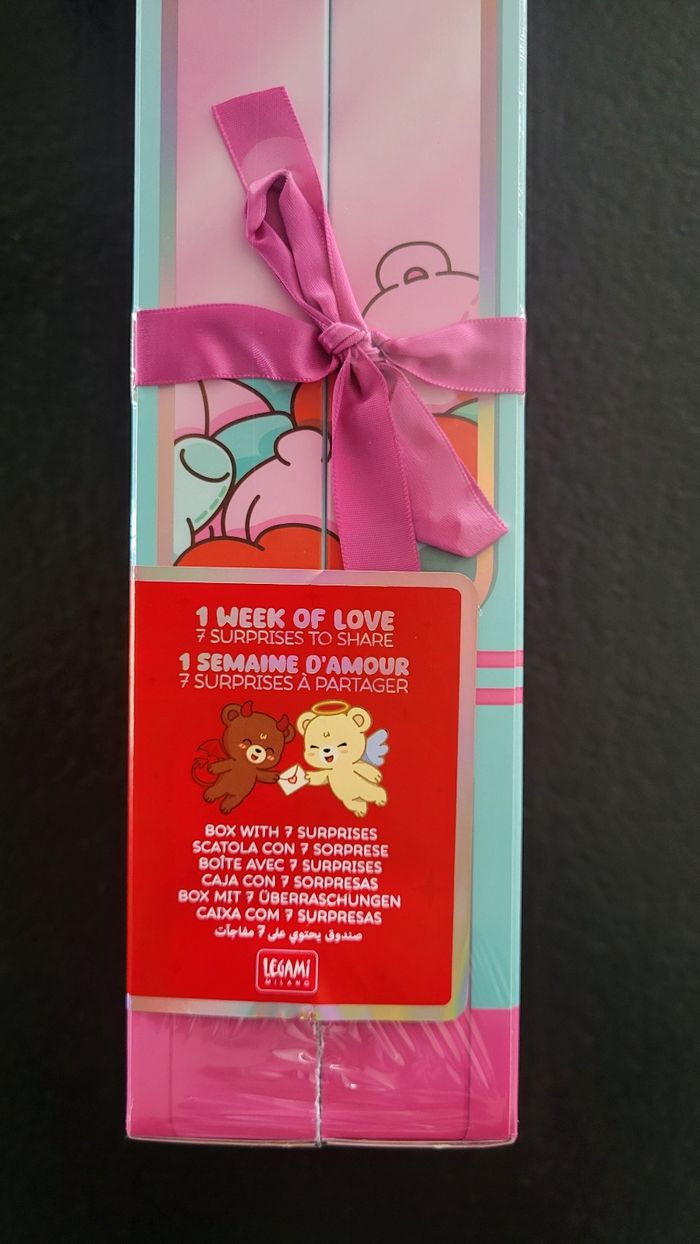 1 WEEK OF LOVE
7 SURPRISES TO SHARE
1 SEMAINE D'AMOUR
7 SURPRISES À PARTAGER
BOX WITH 7 SURPRISES
SCATOLA CON 7 SORPRESE
BOÎTE AVEC 7 SURPRISES
CAJA CON 7 SORPRESAS
BOX MIT 7 ÜBERRASCHUNGEN
CAIXA COM 7 SURPRESAS
صندوق يحتوي على 7 مفاجآت
LEGAMI
MILANO